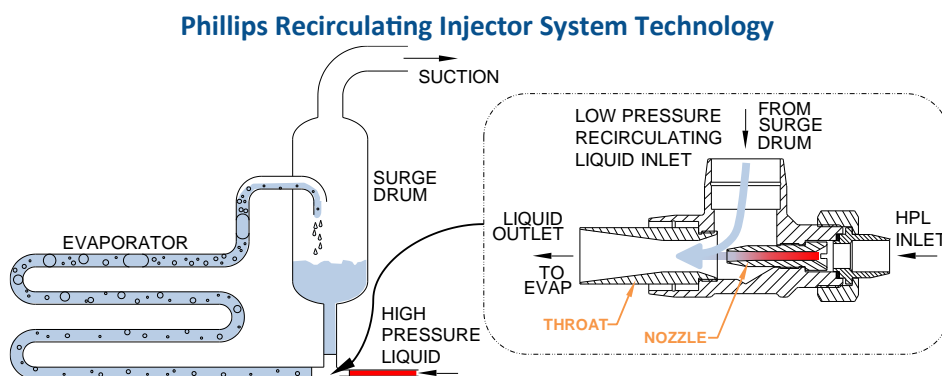 Phillips Recirculating Injector System Technology
SUCTION
SURGE
DRUM
EVAPORATOR
HIGH
PRESSURE
LIQUID
LOW PRESSURE
RECIRCULATING
LIQUID INLET
FROM
SURGE
DRUM
LIQUID
OUTLET
HPL
INLET
TO
EVAP
THROAT
NOZZLE